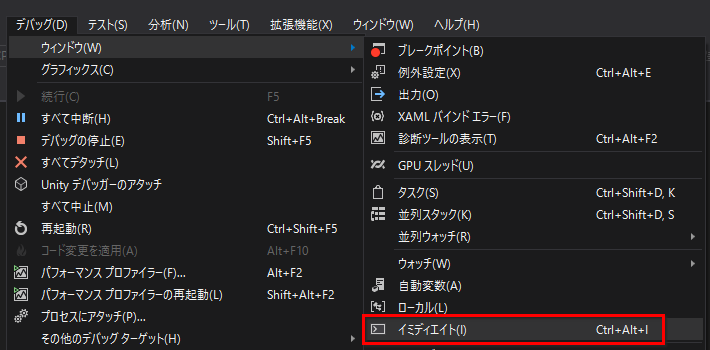 デバッグ(D) テスト(S) 分析(N) ツール(T) 拡張機能(X) ウィンドウ(W) ヘルプ(H)
ウィンドウ(W)
グラフィックス(C)
続行(C) F5
すべて中断(H) Ctrl+Alt+Break
デバッグの停止(E) Shift+F5
すべてデタッチ(L)
Unity デバッガーのアタッチ
すべて中止(M)
再起動(R) Ctrl+Shift+F5
コード変更を適用(A) Alt+F10
パフォーマンス プロファイラー(F)... Alt+F2
パフォーマンス プロファイラーの再起動(L) Shift+Alt+F2
プロセスにアタッチ(P)...
その他のデバッグ ターゲット(H)
ブレークポイント(B)
例外設定(X) Ctrl+Alt+E
出力(O)
XAML バインド エラー(F)
診断ツールの表示(T) Ctrl+Alt+F2
GPU スレッド(U)
タスク(S) Ctrl+Shift+D, K
並列スタック(K) Ctrl+Shift+D, S
並列ウォッチ(R)
ウォッチ(W)
自動変数(A)
ローカル(L)
イミディエイト(I) Ctrl+Alt+I